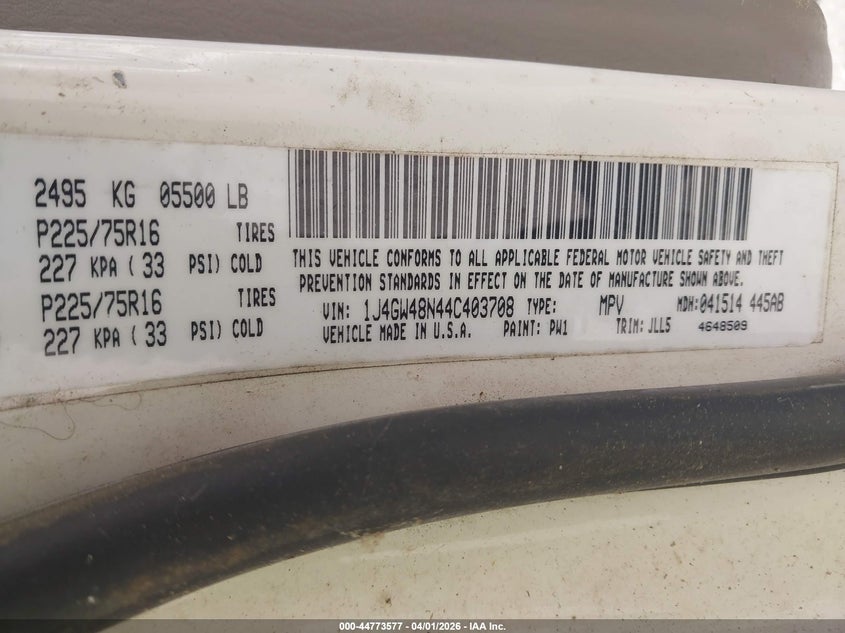 2495 KG 05500 LB
P225/75R16 TIRES
227 KPA ( 33 PSI) COLD
P225/75R16 TIRES
227 KPA ( 33 PSI) COLD
THIS VEHICLE CONFORMS TO ALL APPLICABLE FEDERAL MOTOR VEHICLE SAFETY AND THEFT
PREVENTION STANDARDS IN EFFECT ON THE DATE OF MANUFACTURE SHOWN ABOVE.
VIN: 1J4GW48N44C403708 TYPE: MPV MDH:041514 445AB
VEHICLE MADE IN U.S.A. PAINT: PW1 TRIM: JLL5 4648509
000-44773577 - 04/01/2026 - IAA Inc.